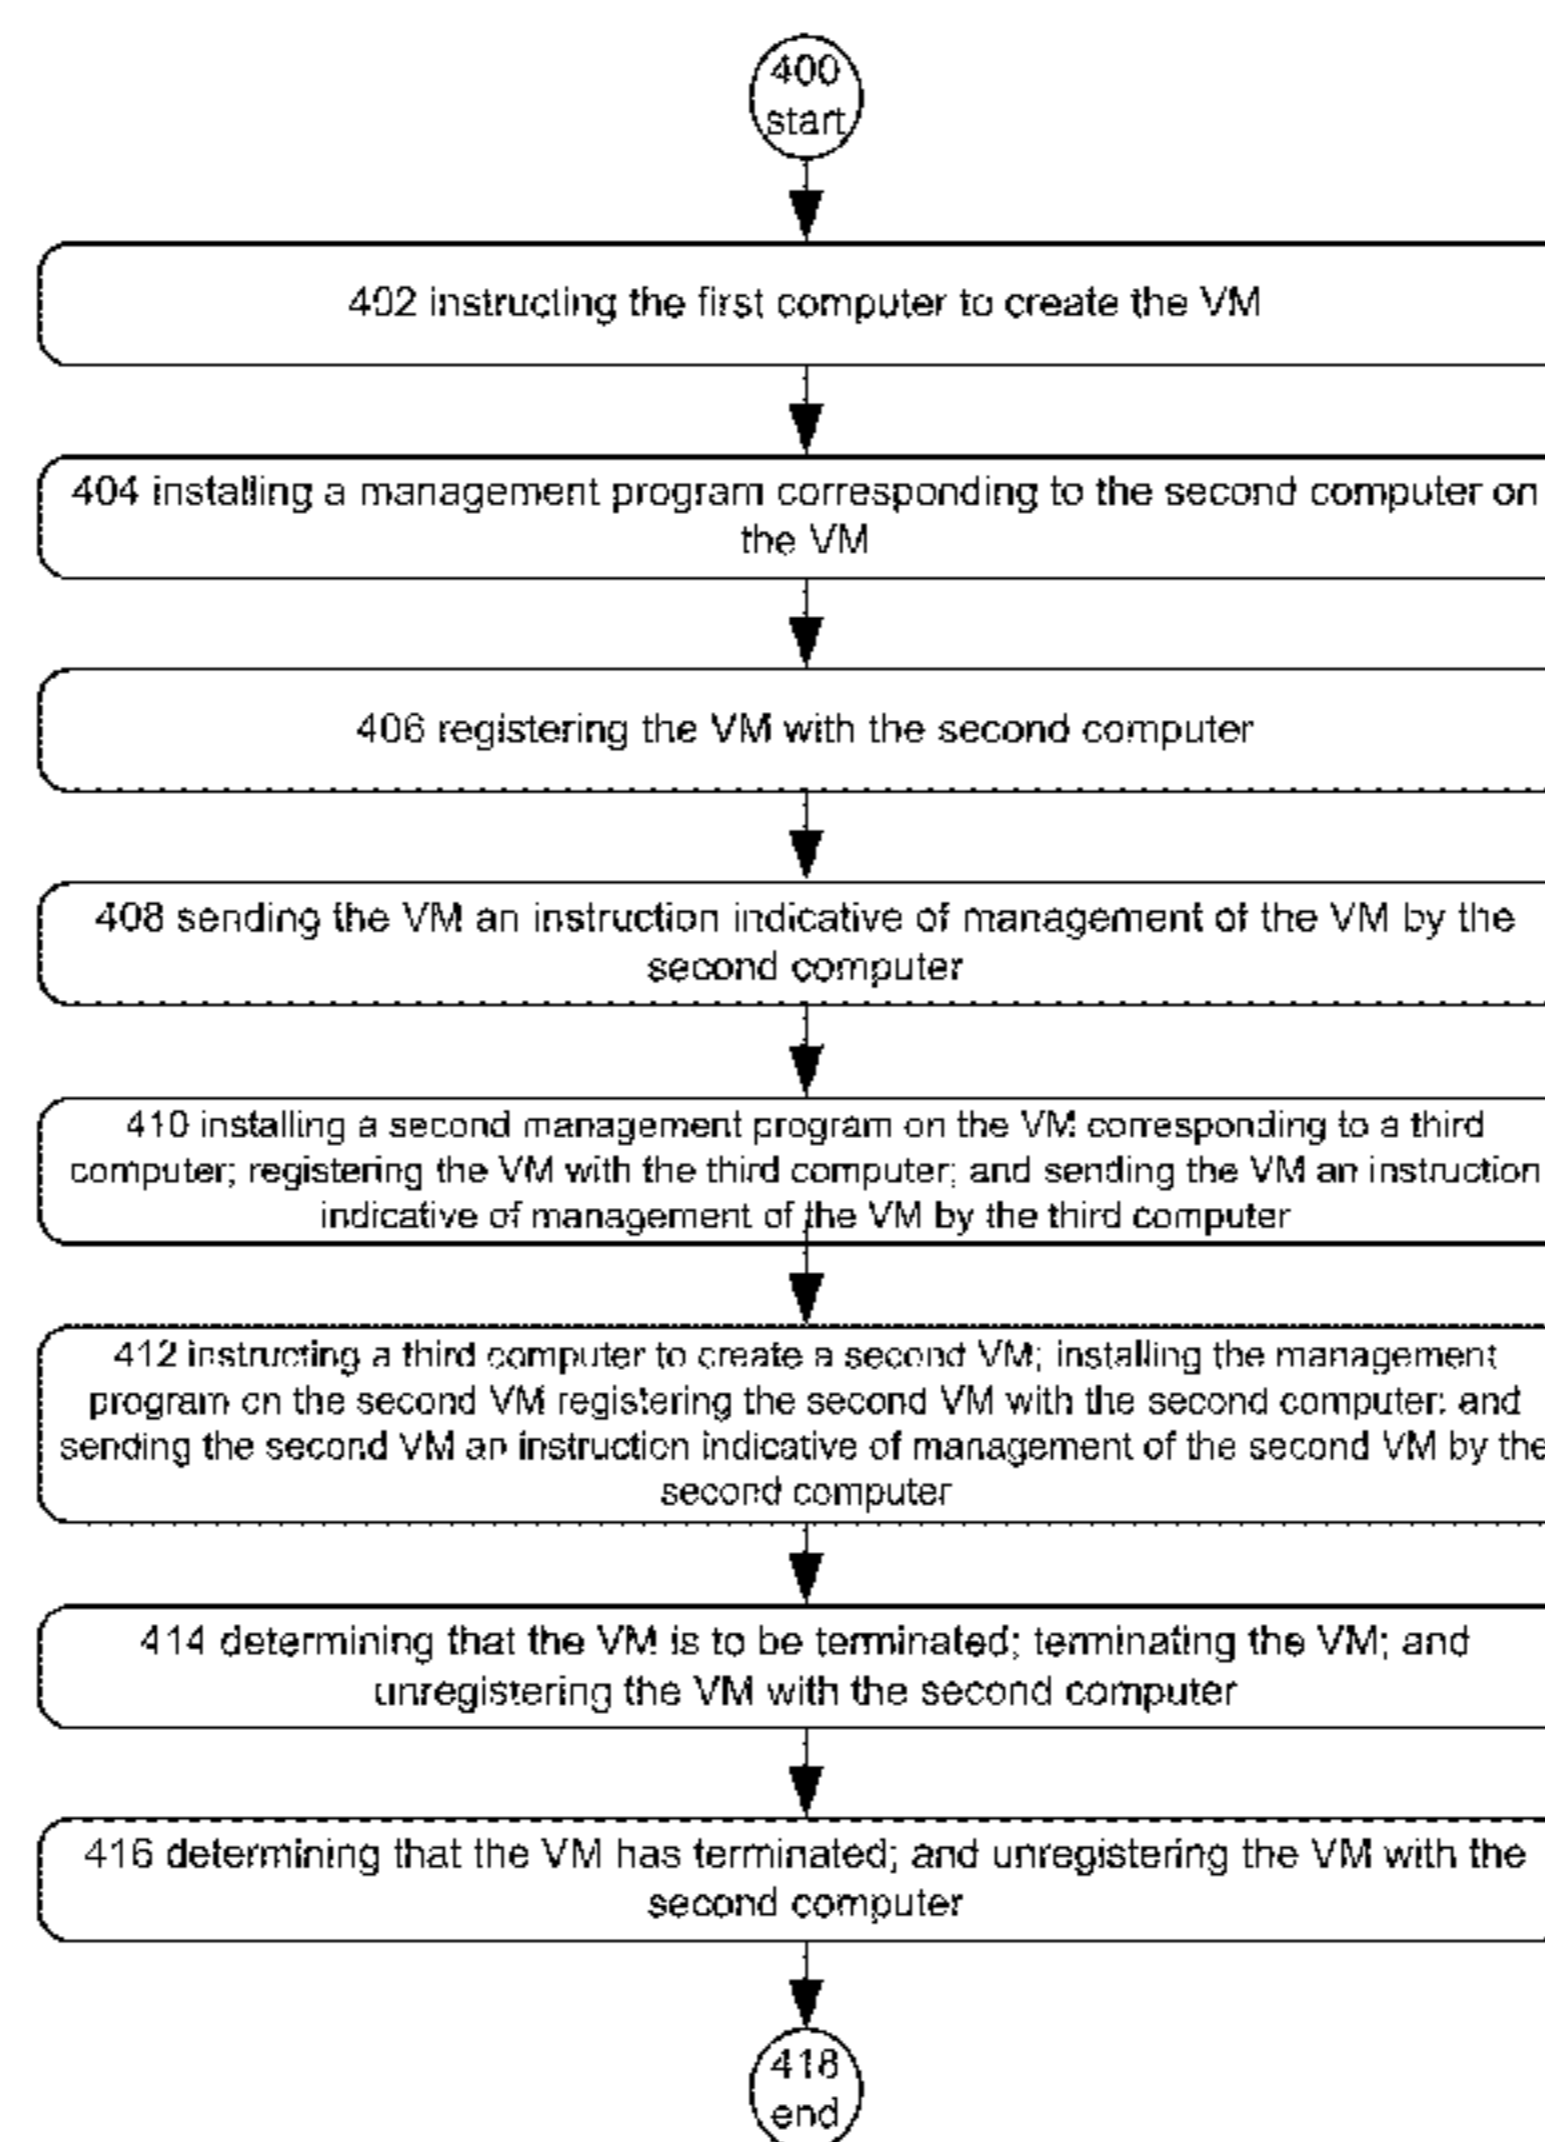 400
start
402 instructing the first computer to create the VM
404 installing a management program corresponding to the second computer on
the VM
406 registering the VM with the second computer
408 sending the VM an instruction indicative of management of the VM by the
second computer
410 installing a second management program on the VM corresponding to a third
computer; registering the VM with the third computer; and sending the VM an instruction
indicative of management of the VM by the third computer
412 instructing a third computer to create a second VM; installing the management
program on the second VM registering the second VM with the second computer; and
sending the second VM an instruction indicative of management of the second VM by the
second computer
414 determining that the VM is to be terminated; terminating the VM; and
unregistering the VM with the second computer
416 determining that the VM has terminated; and unregistering the VM with the
second computer
418
end